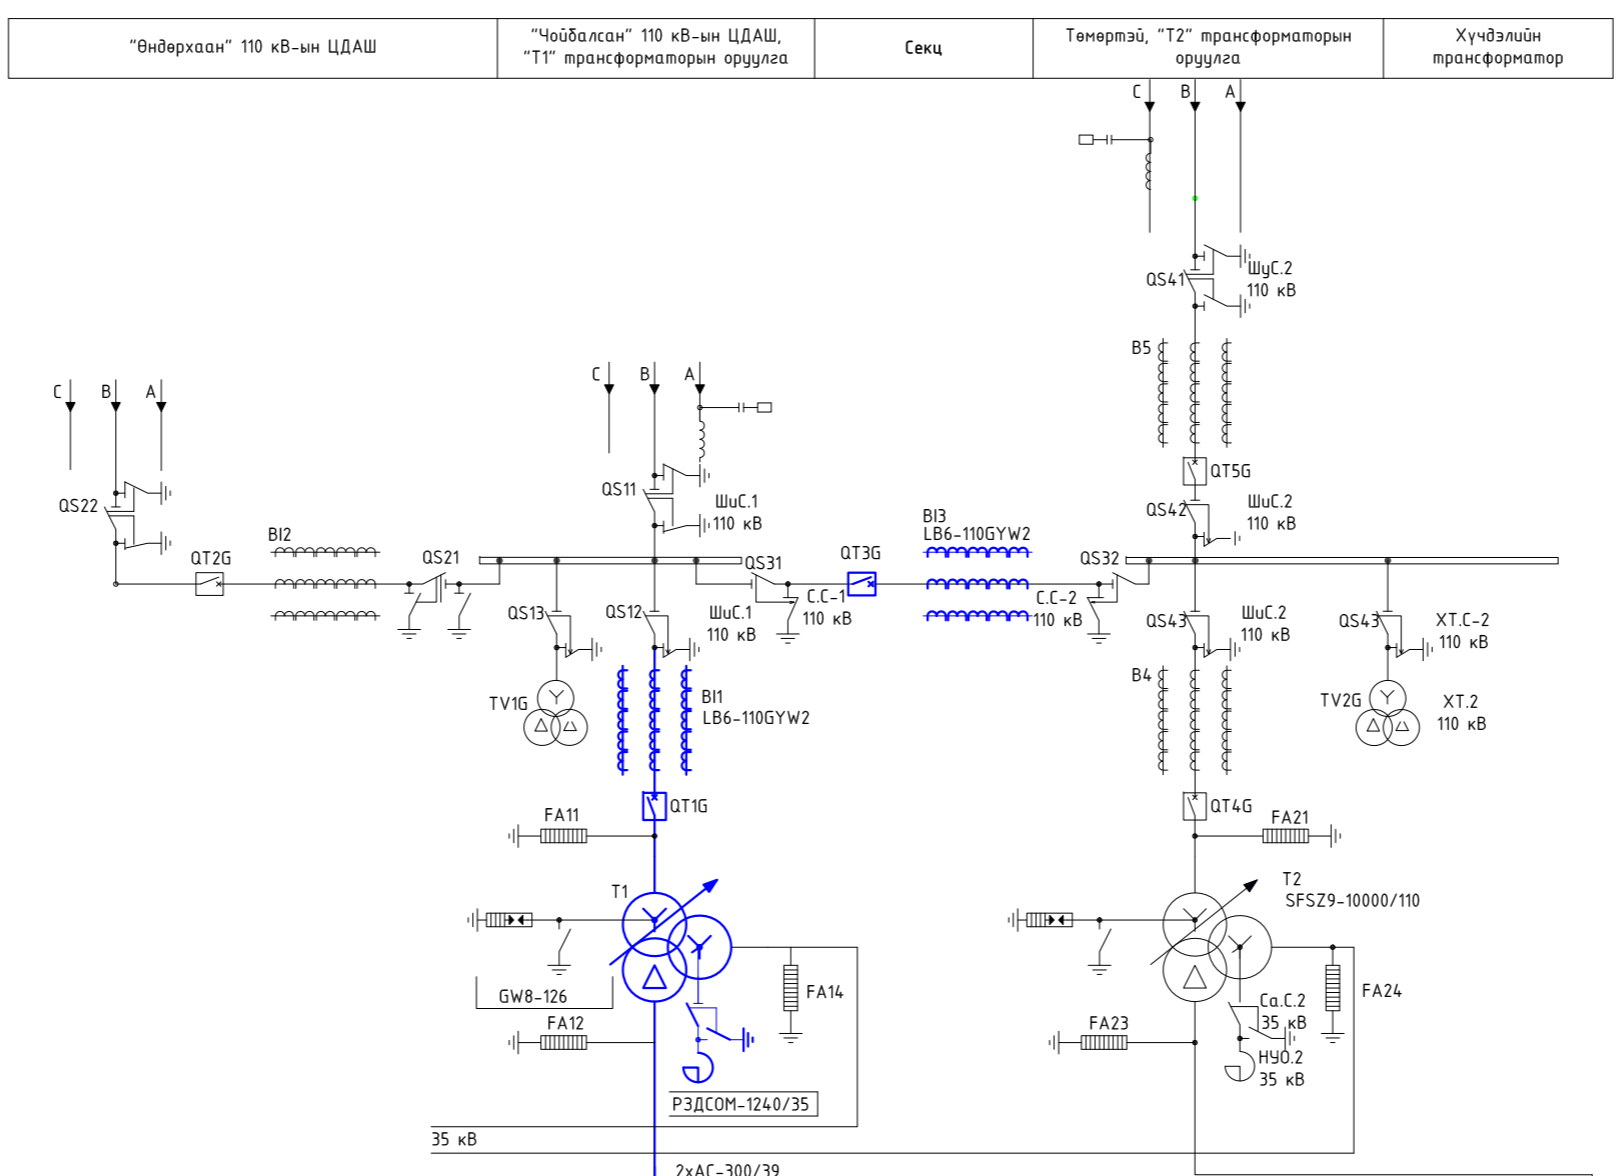 "Өндөрхаан" 110 кВ-ын ЦДАШ
"Чойбалсан" 110 кВ-ын ЦДАШ,
"Т1" трансформаторын оруулга
Секц
Төмөртэй, "Т2" трансформаторын
оруулга
Хүчдэлийн
трансформатор
C B A
QS41
ШуС.2
110 кВ
B5
QT5G
QS42
ШиС.2
110 кВ
C B A
QS22
QT2G
BI2
QS21
C B A
QS11
ШиС.1
110 кВ
QS31
QT3G
BI3
LB6-110GYW2
QS32
С.С-1
110 кВ
С.С-2
110 кВ
QS13
QS12
ШиС.1
110 кВ
QS43
ШиС.2
110 кВ
QS43
ХТ.С-2
110 кВ
TV1G
BI1
LB6-110GYW2
B4
TV2G
ХТ.2
110 кВ
QT1G
QT4G
FA11
FA21
T1
T2
SFSZ9-10000/110
GW8-126
FA12
FA14
FA23
Са.С.2
35 кВ
FA24
НУО.2
35 кВ
РЗДСОМ-1240/35
35 кВ
2xАС-300/39